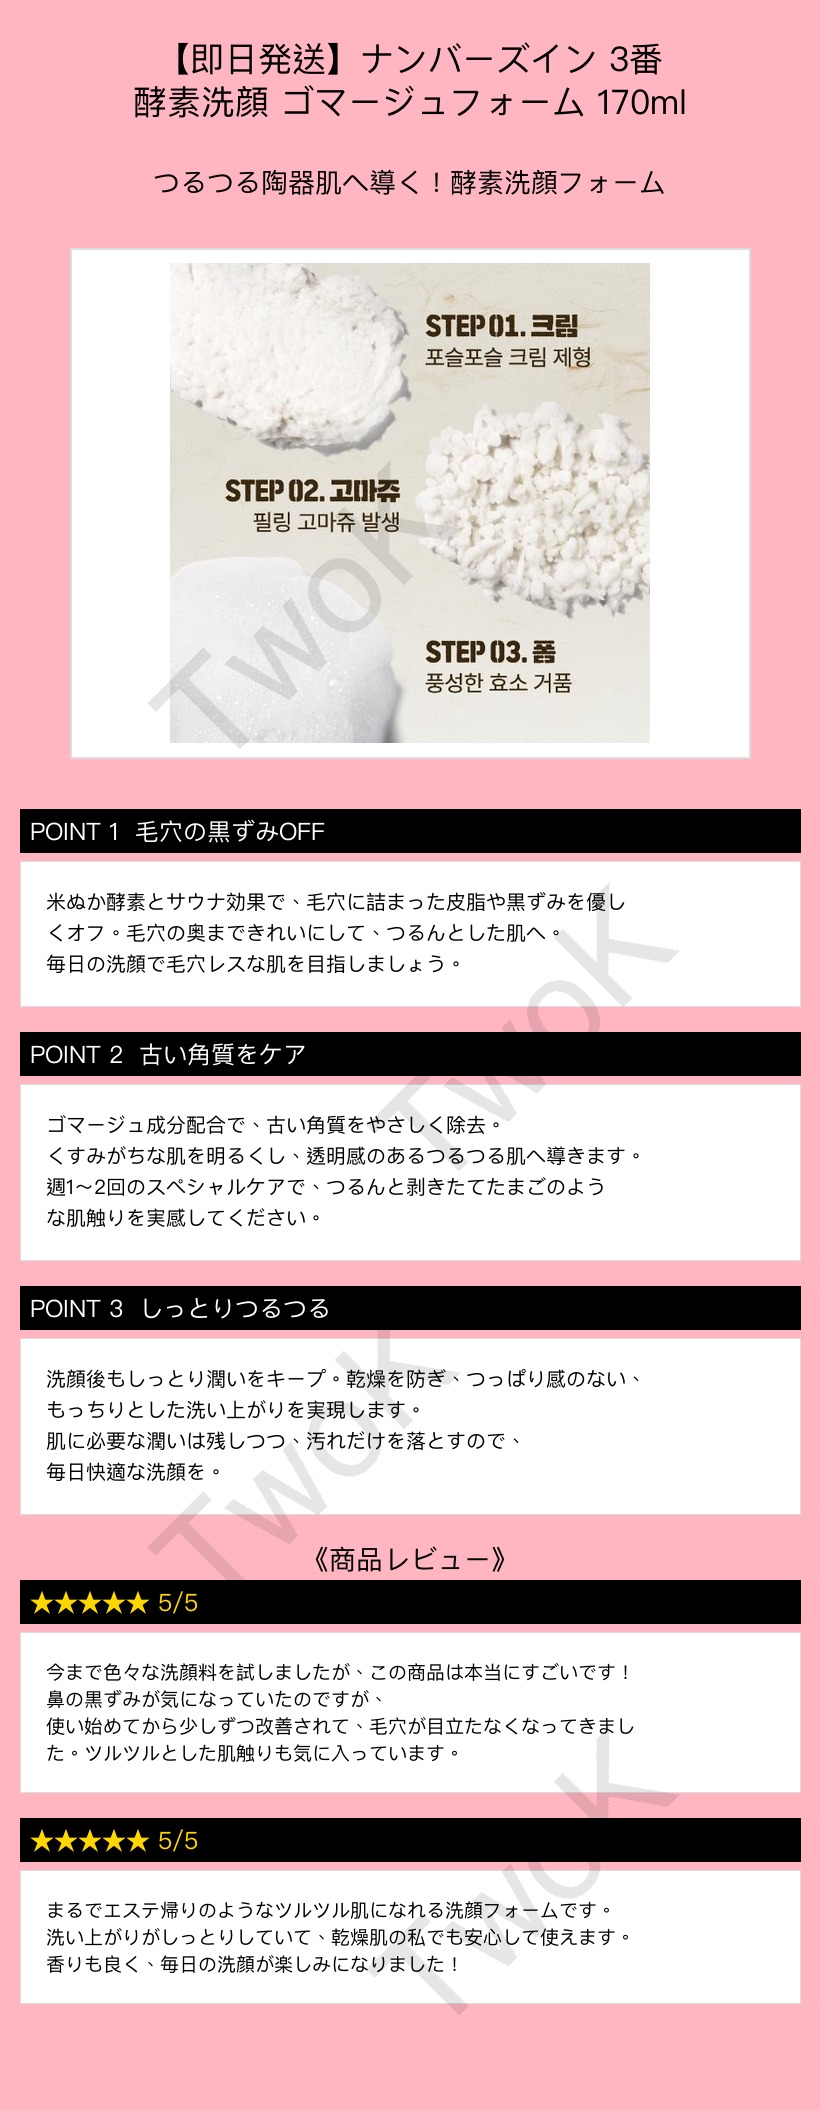 【即日発送】ナンバーズイン 3番
酵素洗顔 ゴマージュフォーム 170ml
つるつる陶器肌へ導く！酵素洗顔フォーム
STEP 01. 크림
포슬포슬 크림 제형
STEP 02. 고마쥬
필링 고마쥬 발생
STEP 03. 폼
풍성한 효소 거품
TwoK
POINT 1 毛穴の黒ずみOFF
米ぬか酵素とサウナ効果で、毛穴に詰まった皮脂や黒ずみを優し
くオフ。毛穴の奥まできれいにして、つるんとした肌へ。
毎日の洗顔で毛穴レスな肌を目指しましょう。
TwoK
POINT 2 古い角質をケア
ゴマージュ成分配合で、古い角質をやさしく除去。
くすみがちな肌を明るくし、透明感のあるつるつる肌へ導きます。
週1～2回のスペシャルケアで、つるんと剥きたてたまごのよう
な肌触りを実感してください。
POINT 3 しっとりつるつる
洗顔後もしっとり潤いをキープ。乾燥を防ぎ、つっぱり感のない、
もっちりとした洗い上がりを実現します。
肌に必要な潤いは残しつつ、汚れだけを落とすので、
毎日快適な洗顔を。
TwoK
《商品レビュー》
★★★★★ 5/5
今まで色々な洗顔料を試しましたが、この商品は本当にすごいです！
鼻の黒ずみが気になっていたのですが、
使い始めてから少しずつ改善されて、毛穴が目立たなくなってきまし
た。ツルツルとした肌触りも気に入っています。
★★★★★ 5/5
まるでエステ帰りのようなツルツル肌になれる洗顔フォームです。
洗い上がりがしっとりしていて、乾燥肌の私でも安心して使えます。
香りも良く、毎日の洗顔が楽しみになりました！
TwoK